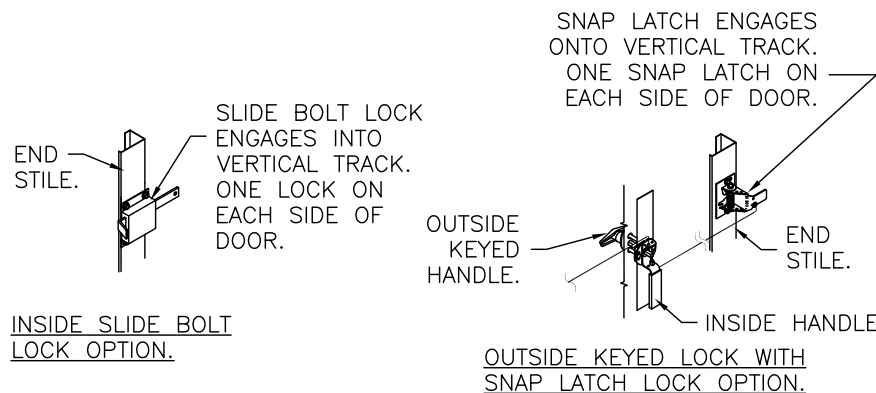 SNAP LATCH ENGAGES
ONTO VERTICAL TRACK.
ONE SNAP LATCH ON
EACH SIDE OF DOOR.
SLIDE BOLT LOCK
ENGAGES INTO
VERTICAL TRACK.
ONE LOCK ON
EACH SIDE OF
DOOR.
END
STILE.
OUTSIDE
KEYED
HANDLE.
END
STILE.
INSIDE HANDLE
INSIDE SLIDE BOLT
LOCK OPTION.
OUTSIDE KEYED LOCK WITH
SNAP LATCH LOCK OPTION.